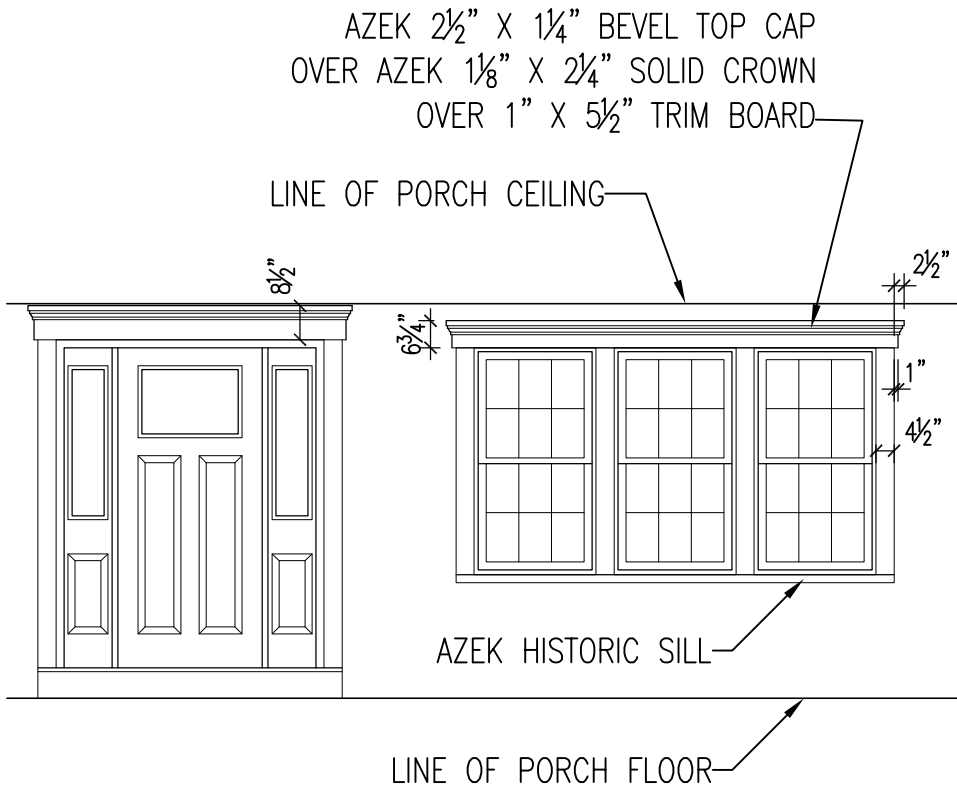 AZEK 2½” X 1¼” BEVEL TOP CAP
OVER AZEK 1⅛” X 2¼” SOLID CROWN
OVER 1” X 5½” TRIM BOARD
LINE OF PORCH CEILING
8½”
2½”
6¾”
1”
4½”
AZEK HISTORIC SILL
LINE OF PORCH FLOOR